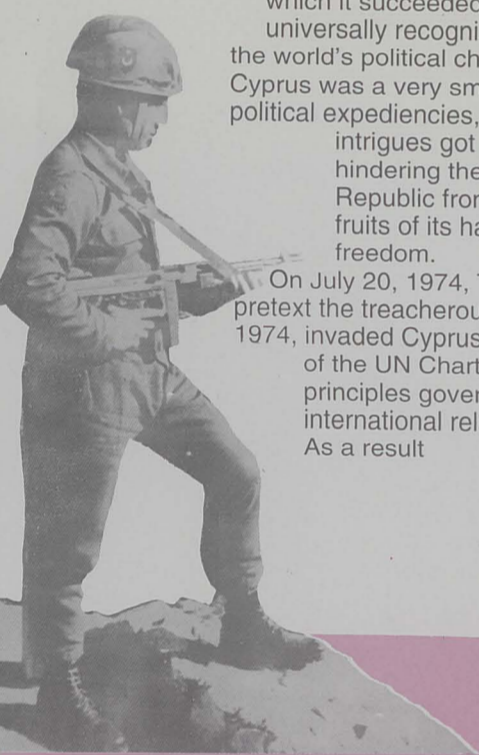 which it succeeded
universally recogni
the world's political ch
Cyprus was a very sm
political expediencies,
intrigues got
hindering the
Republic fror
fruits of its ha
freedom.
On July 20, 1974,
pretext the treacherou
1974, invaded Cyprus
of the UN Chart
principles gover
international rel
As a result